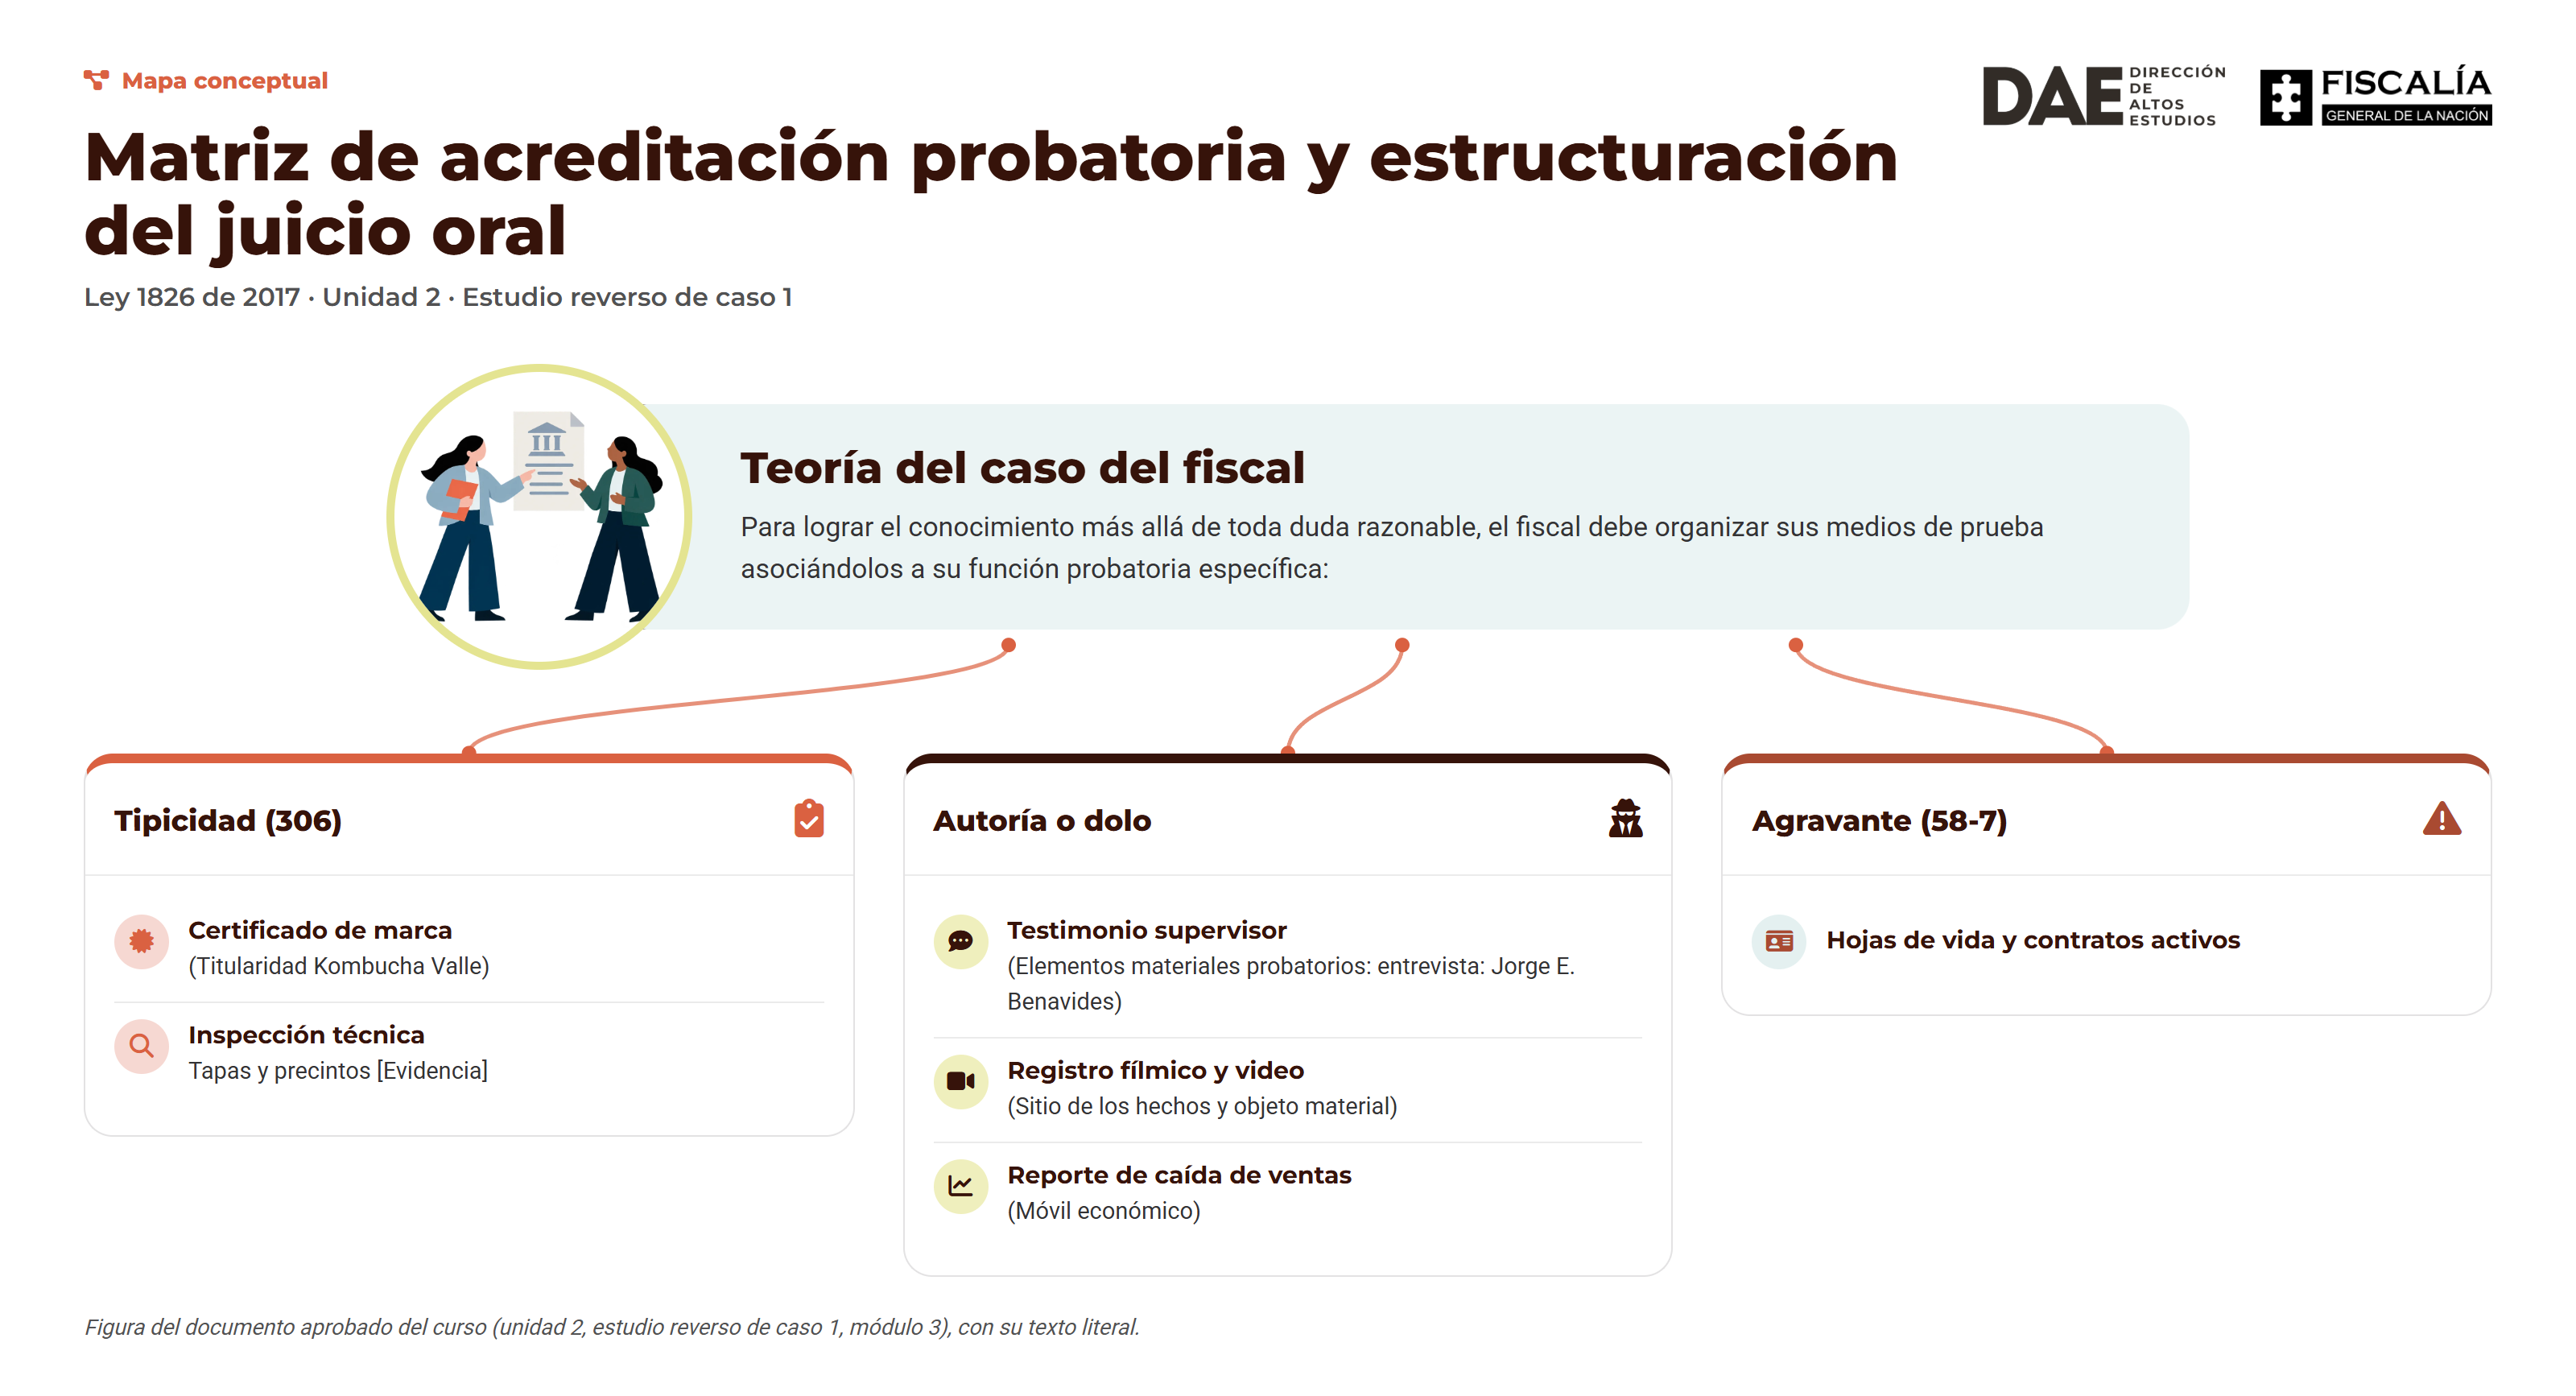 Mapa conceptual
DAE DIRECCIÓN
DE
ALTOS
ESTUDIOS
FISCALÍA
GENERAL DE LA NACIÓN
Matriz de acreditación probatoria y estructuración
del juicio oral
Ley 1826 de 2017 · Unidad 2 · Estudio reverso de caso 1
Teoría del caso del fiscal
Para lograr el conocimiento más allá de toda duda razonable, el fiscal debe organizar sus medios de prueba
asociándolos a su función probatoria específica:
Tipicidad (306)
Certificado de marca
(Titularidad Kombucha Valle)
Inspección técnica
Tapas y precintos [Evidencia]
Autoría o dolo
Testimonio supervisor
(Elementos materiales probatorios: entrevista: Jorge E.
Benavides)
Registro fílmico y video
(Sitio de los hechos y objeto material)
Reporte de caída de ventas
(Móvil económico)
Agravante (58-7)
Hojas de vida y contratos activos
Figura del documento aprobado del curso (unidad 2, estudio reverso de caso 1, módulo 3), con su texto literal.